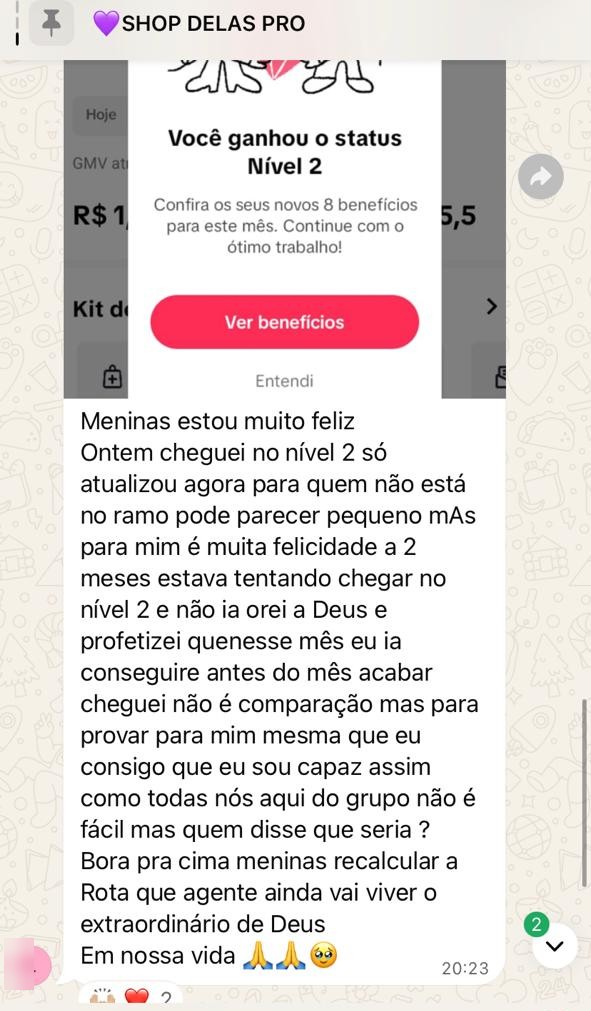 💜SHOP DELAS PRO
Você ganhou o status
Nível 2
Hoje
GMV
Confira os seus novos 8 benefícios
para este mês. Continue com o
ótimo trabalho!
R$ 1,
5,5
Kit
Ver benefícios
Entendi
Meninas estou muito feliz
Ontem cheguei no nível 2 só
atualizou agora para quem não está
no ramo pode parecer pequeno mAs
para mim é muita felicidade a 2
meses estava tentando chegar no
nível 2 e não ia orei a Deus e
profetizei quenesse mês eu ia
conseguire antes do mês acabar
cheguei não é comparação mas para
provar para mim mesma que eu
consigo que eu sou capaz assim
como todas nós aqui do grupo não é
fácil mas quem disse que seria ?
Bora pra cima meninas recalcular a
Rota que agente ainda vai viver o
extraordinário de Deus
Em nossa vida 🙏🙏🥹
20:23
2
🙌🏻❤️ 2